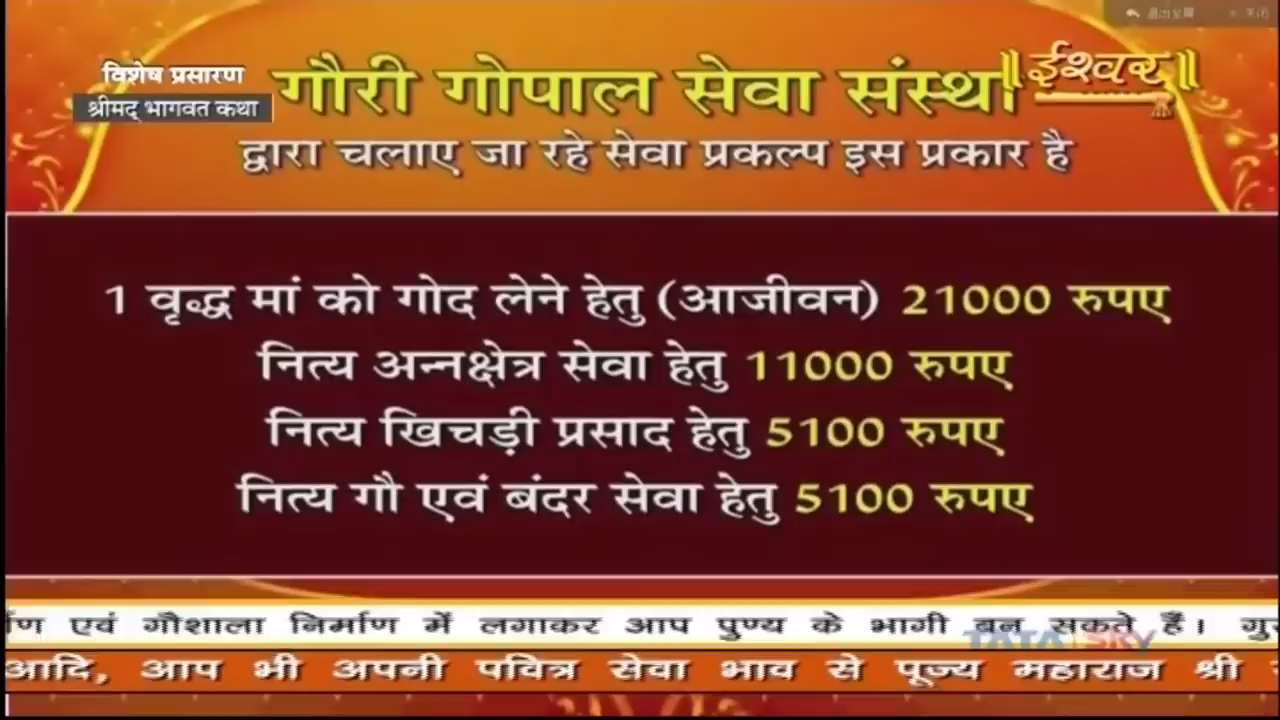 विशेष प्रसारण
श्रीमद् भागवत कथा
गौरी गोपाल सेवा संस्था
॥ ईश्वर ॥
द्वारा चलाए जा रहे सेवा प्रकल्प इस प्रकार है
1 वृद्ध मां को गोद लेने हेतु (आजीवन) 21000 रुपए
नित्य अन्नक्षेत्र सेवा हेतु 11000 रुपए
नित्य खिचड़ी प्रसाद हेतु 5100 रुपए
नित्य गौ एवं बंदर सेवा हेतु 5100 रुपए
एवं गौशाला निर्माण में लगाकर आप पुण्य के भागी बन सकते हैं।
TATA SKY
आदि, आप भी अपनी पवित्र सेवा भाव से पूज्य महाराज श्री